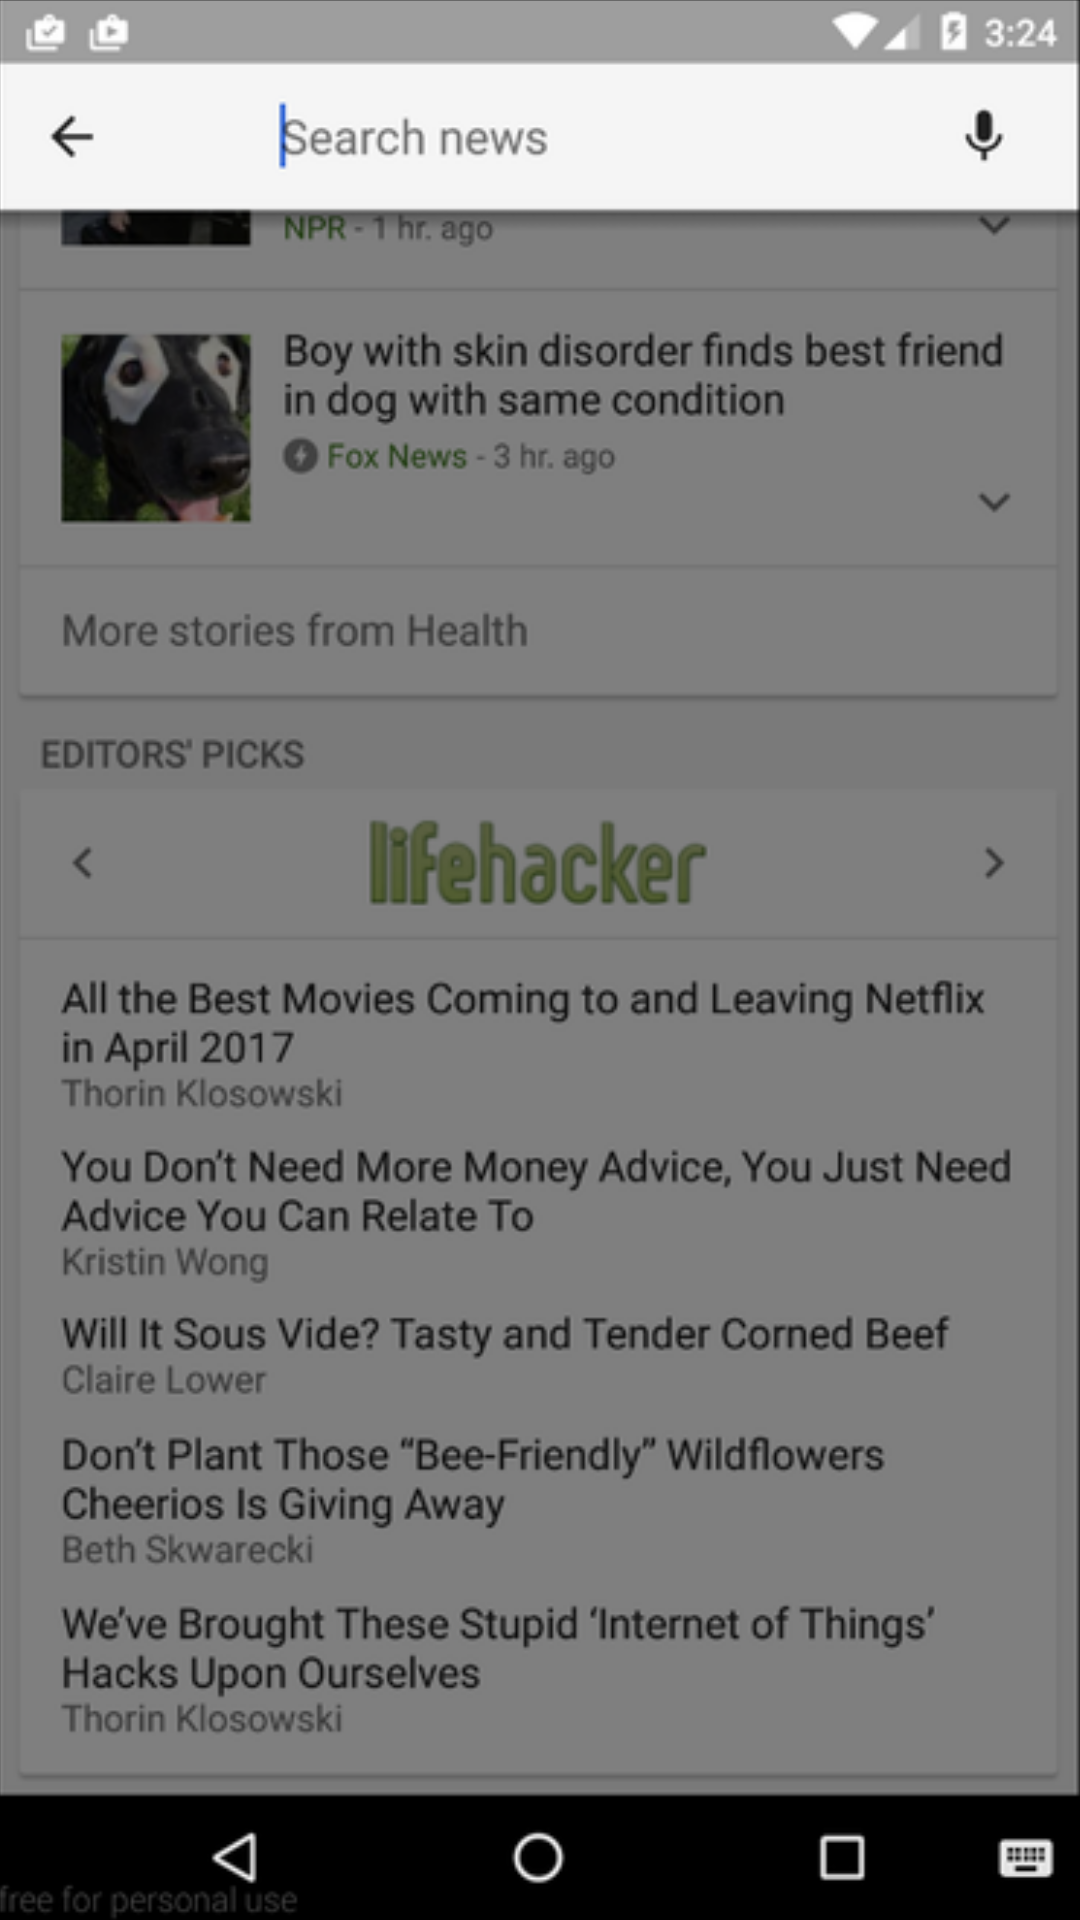 3:24
Search news
NPR - 1 hr. ago
Boy with skin disorder finds best friend
in dog with same condition
Fox News - 3 hr. ago
More stories from Health
EDITORS' PICKS
lifehacker
All the Best Movies Coming to and Leaving Netflix
in April 2017
Thorin Klosowski
You Don’t Need More Money Advice, You Just Need
Advice You Can Relate To
Kristin Wong
Will It Sous Vide? Tasty and Tender Corned Beef
Claire Lower
Don’t Plant Those “Bee-Friendly” Wildflowers
Cheerios Is Giving Away
Beth Skwarecki
We’ve Brought These Stupid ‘Internet of Things’
Hacks Upon Ourselves
Thorin Klosowski
free for personal use